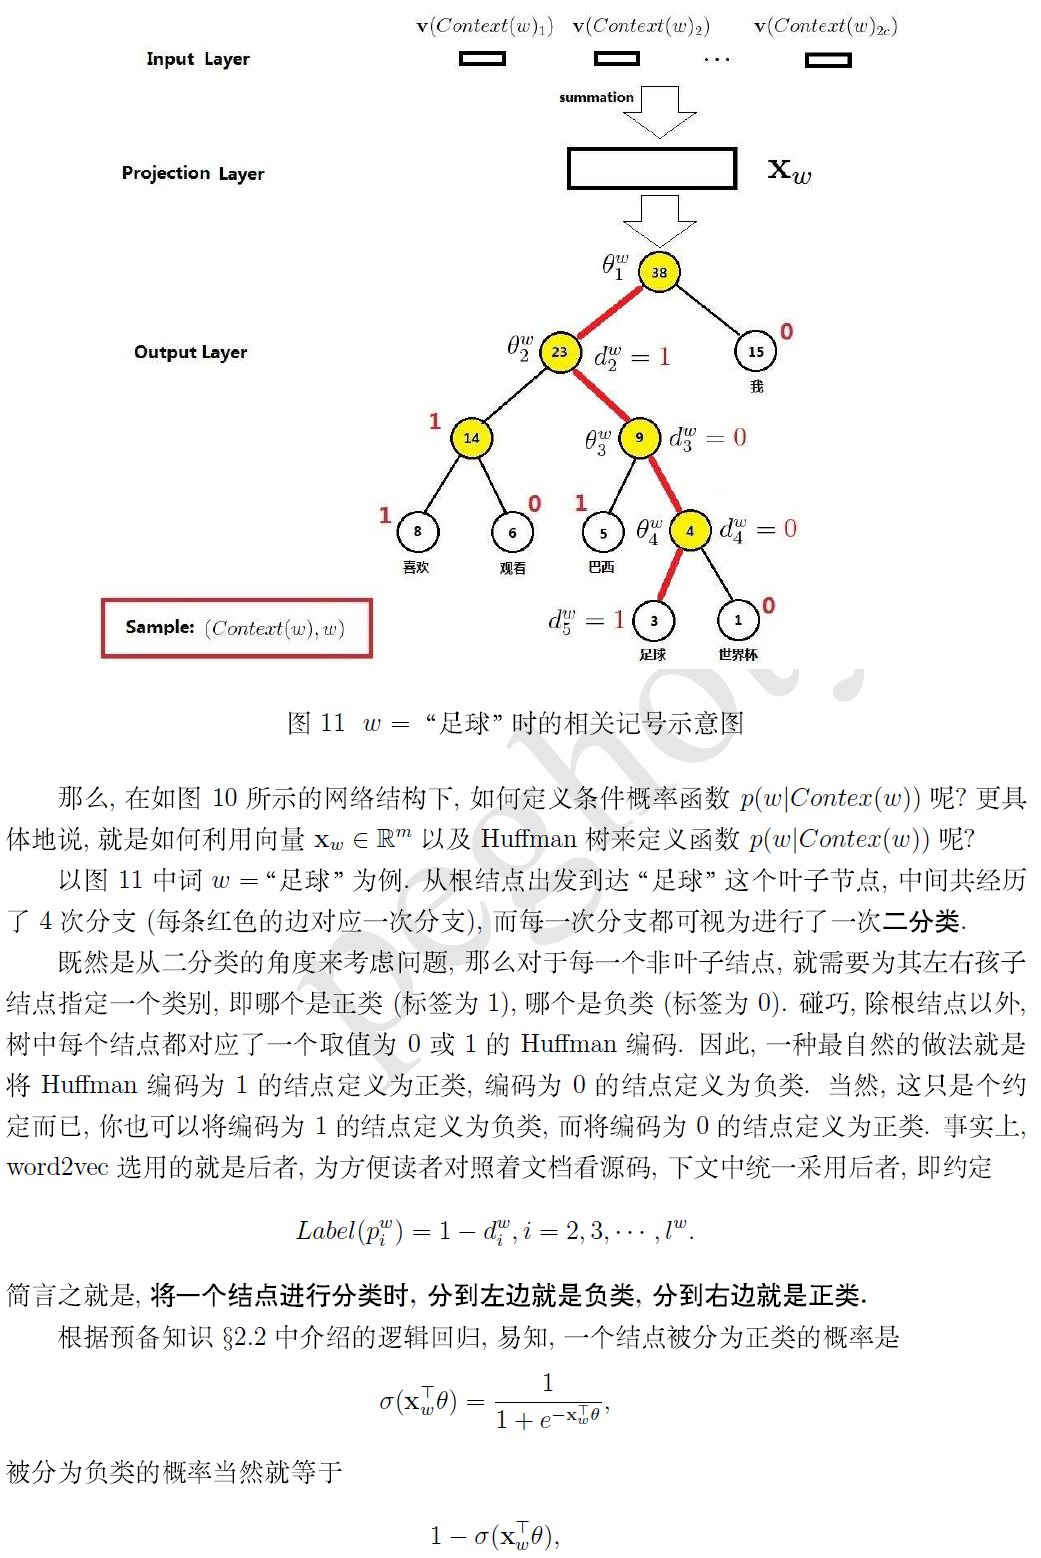 v(Context(w)₁) v(Context(w)₂) v(Context(w)₂c)
Input Layer ...
summation
Projection Layer x_w
θ₁^w 38
Output Layer θ₂^w 23 d₂^w = 1 15 0
我
1 14 θ₃^w 9 d₃^w = 0
1 8 6 0 1 5 θ₄^w 4 d₄^w = 0
喜欢 观看 巴西
Sample: (Context(w), w) d₅^w = 1 3 1 0
足球 世界杯
图 11 w = “足球” 时的相关记号示意图
那么, 在如图 10 所示的网络结构下, 如何定义条件概率函数 p(w|Contex(w)) 呢? 更具
体地说, 就是如何利用向量 x_w ∈ ℝ^m 以及 Huffman 树来定义函数 p(w|Contex(w)) 呢?
以图 11 中词 w =“足球” 为例. 从根结点出发到达 “足球” 这个叶子节点, 中间共经历
了 4 次分支 (每条红色的边对应一次分支), 而每一次分支都可视为进行了一次二分类.
既然是从二分类的角度来考虑问题, 那么对于每一个非叶子结点, 就需要为其左右孩子
结点指定一个类别, 即哪个是正类 (标签为 1), 哪个是负类 (标签为 0). 碰巧, 除根结点以外,
树中每个结点都对应了一个取值为 0 或 1 的 Huffman 编码. 因此, 一种最自然的做法就是
将 Huffman 编码为 1 的结点定义为正类, 编码为 0 的结点定义为负类. 当然, 这只是个约
定而已, 你也可以将编码为 1 的结点定义为负类, 而将编码为 0 的结点定义为正类. 事实上,
word2vec 选用的就是后者, 为方便读者对照着文档看源码, 下文中统一采用后者, 即约定
Label(p_i^w) = 1 − d_i^w, i = 2, 3, ⋯ , l^w.
简言之就是, 将一个结点进行分类时, 分到左边就是负类, 分到右边就是正类.
根据预备知识 §2.2 中介绍的逻辑回归, 易知, 一个结点被分为正类的概率是
σ(x_w^⊤θ) = 1 / (1 + e^{−x_w^⊤θ}),
被分为负类的概率当然就等于
1 − σ(x_w^⊤θ),